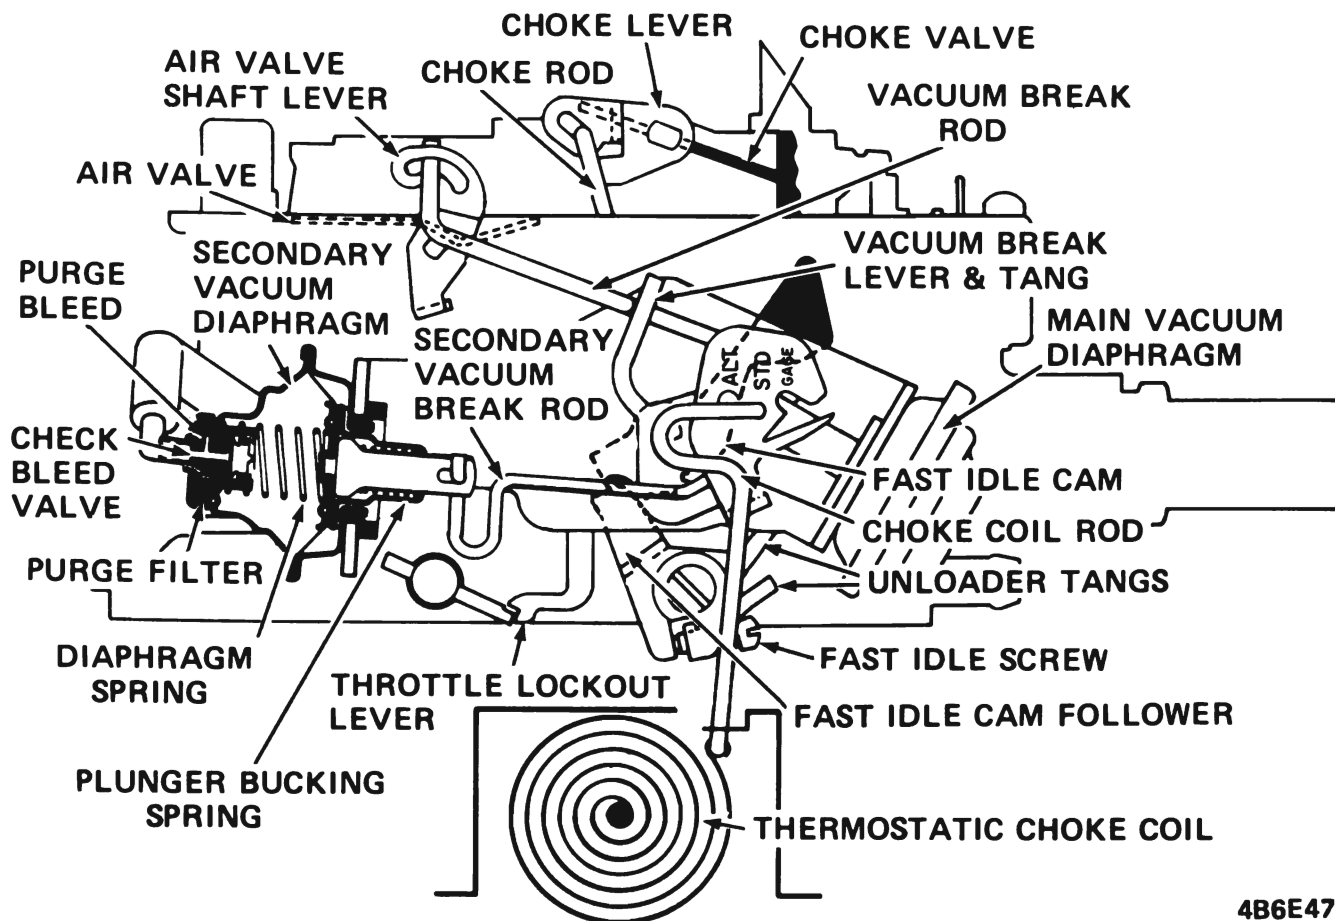 CHOKE LEVER
CHOKE VALVE
AIR VALVE
SHAFT LEVER
CHOKE ROD
VACUUM BREAK
ROD
AIR VALVE
SECONDARY
VACUUM
DIAPHRAGM
VACUUM BREAK
LEVER & TANG
PURGE
BLEED
MAIN VACUUM
DIAPHRAGM
SECONDARY
VACUUM
BREAK ROD
ALT.
STD
GAGE
CHECK
BLEED
VALVE
FAST IDLE CAM
CHOKE COIL ROD
PURGE FILTER
UNLOADER TANGS
DIAPHRAGM
SPRING
THROTTLE LOCKOUT
LEVER
FAST IDLE SCREW
FAST IDLE CAM FOLLOWER
PLUNGER BUCKING
SPRING
THERMOSTATIC CHOKE COIL
4B6E47